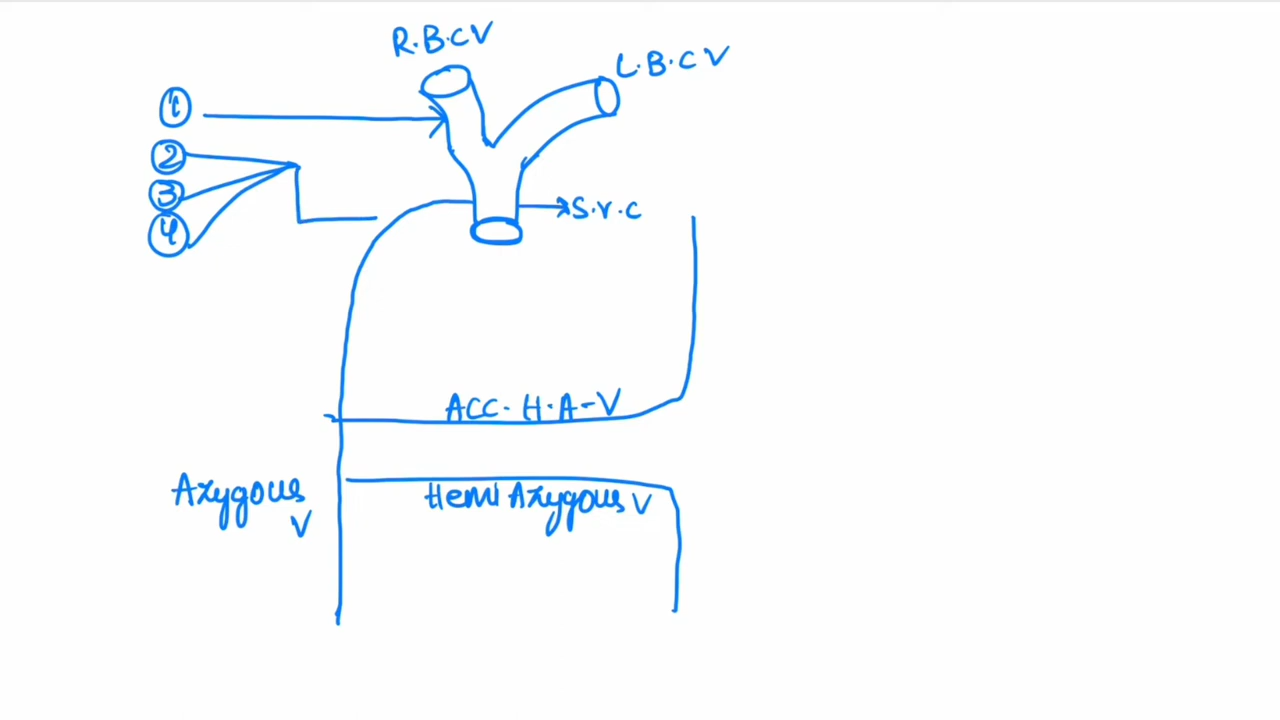 R.B.C V
L.B.C V
1
2
3
4
S.V.C
ACC. H.A-V
Azygous
V
Hemi Azygous V